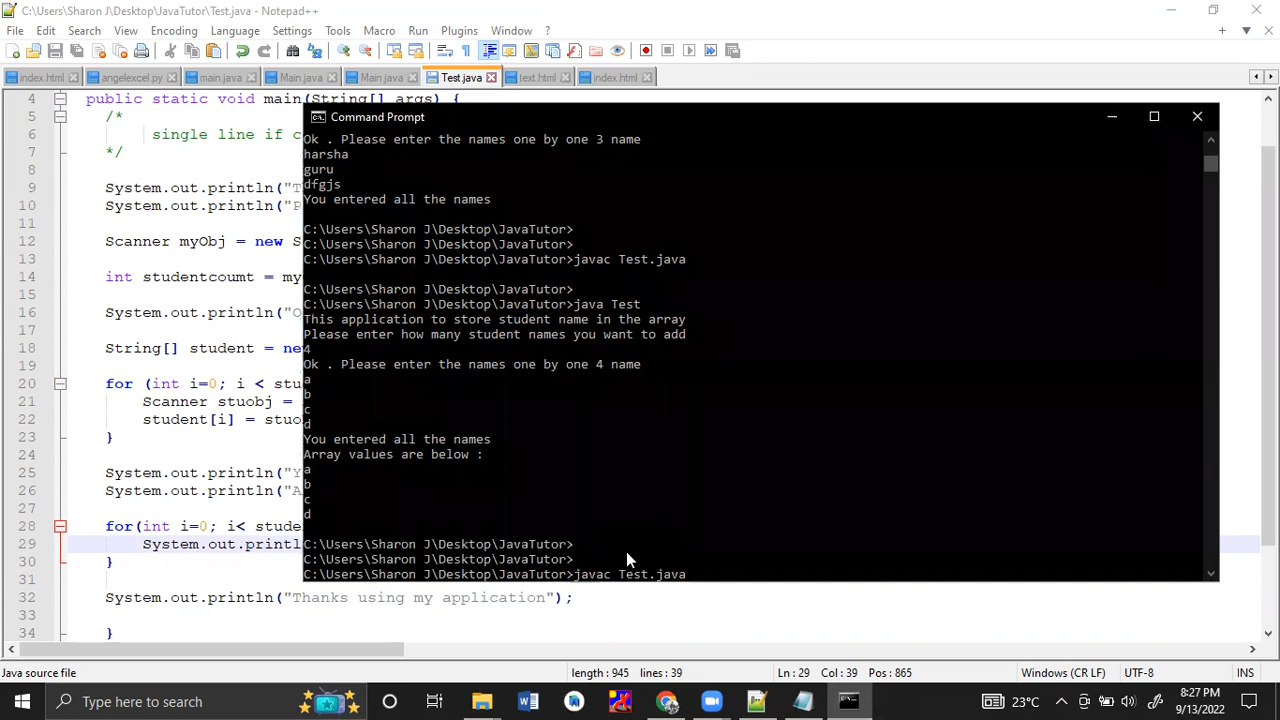 C:\Users\Sharon J\Desktop\JavaTutor\Test.java - Notepad++
File Edit Search View Encoding Language Settings Tools Macro Run Plugins Window ?
index.html angelexcel.py main.java Main.java Main.java Test.java text.html index.html
4 public static void main(String[] args) {
5 /*
6 single line if c
7 */
8
9 System.out.println("T
10 System.out.println("P
11
12 Scanner myObj = new S
13
14 int studentcoumt = my
15
16 System.out.println("O
17
18 String[] student = new
19
20 for (int i=0; i < stu
21 Scanner stuobj =
22 student[i] = stuo
23 }
24
25 System.out.println("Y
26 System.out.println("A
27
28 for(int i=0; i< stude
29 System.out.printl
30 }
31
32 System.out.println("Thanks using my application");
33
34 }
Command Prompt
Ok . Please enter the names one by one 3 name
harsha
guru
dfgjs
You entered all the names
C:\Users\Sharon J\Desktop\JavaTutor>
C:\Users\Sharon J\Desktop\JavaTutor>
C:\Users\Sharon J\Desktop\JavaTutor>javac Test.java
C:\Users\Sharon J\Desktop\JavaTutor>
C:\Users\Sharon J\Desktop\JavaTutor>java Test
This application to store student name in the array
Please enter how many student names you want to add
4
Ok . Please enter the names one by one 4 name
a
b
c
d
You entered all the names
Array values are below :
a
b
c
d
C:\Users\Sharon J\Desktop\JavaTutor>
C:\Users\Sharon J\Desktop\JavaTutor>
C:\Users\Sharon J\Desktop\JavaTutor>javac Test.java
Java source file length : 945 lines : 39 Ln : 29 Col : 39 Pos : 865 Windows (CR LF) UTF-8 INS
Type here to search 23°C 8:27 PM
9/13/2022